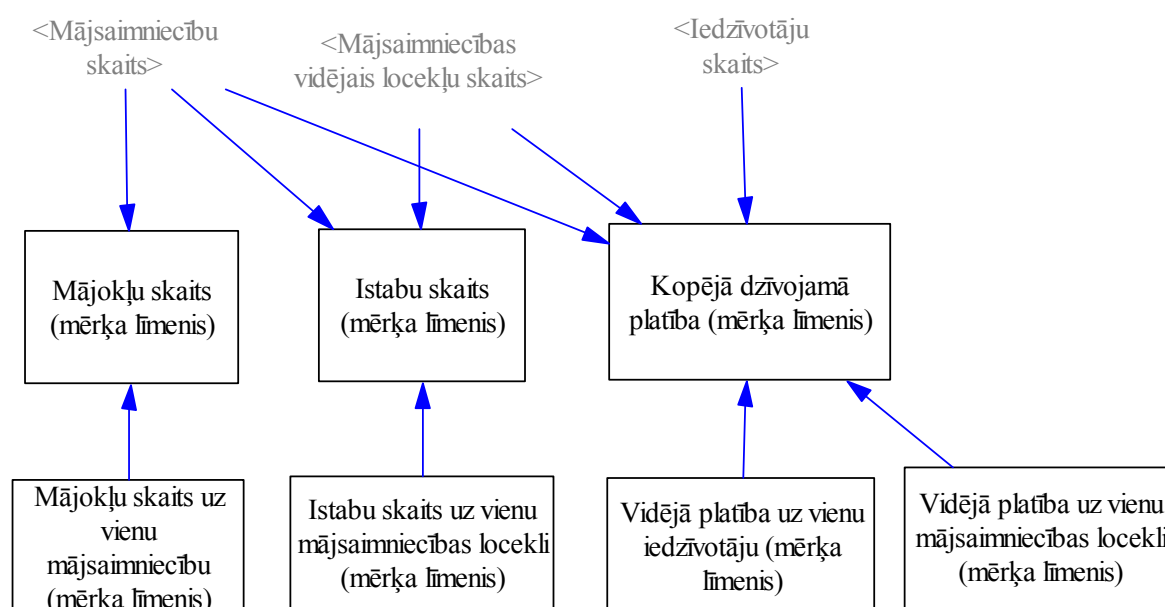 <Mājsaimniecību
skaits>
<Mājsaimniecības
vidējais locekļu skaits>
<Iedzīvotāju
skaits>
Mājokļu skaits
(mērķa līmenis)
Istabu skaits
(mērķa līmenis)
Kopējā dzīvojamā
platība (mērķa līmenis)
Mājokļu skaits uz
vienu
mājsaimniecību
(mērķa līmenis)
Istabu skaits uz vienu
mājsaimniecības locekli
(mērķa līmenis)
Vidējā platība uz vienu
iedzīvotāju (mērķa
līmenis)
Vidējā platība uz vienu
mājsaimniecības locekli
(mērķa līmenis)